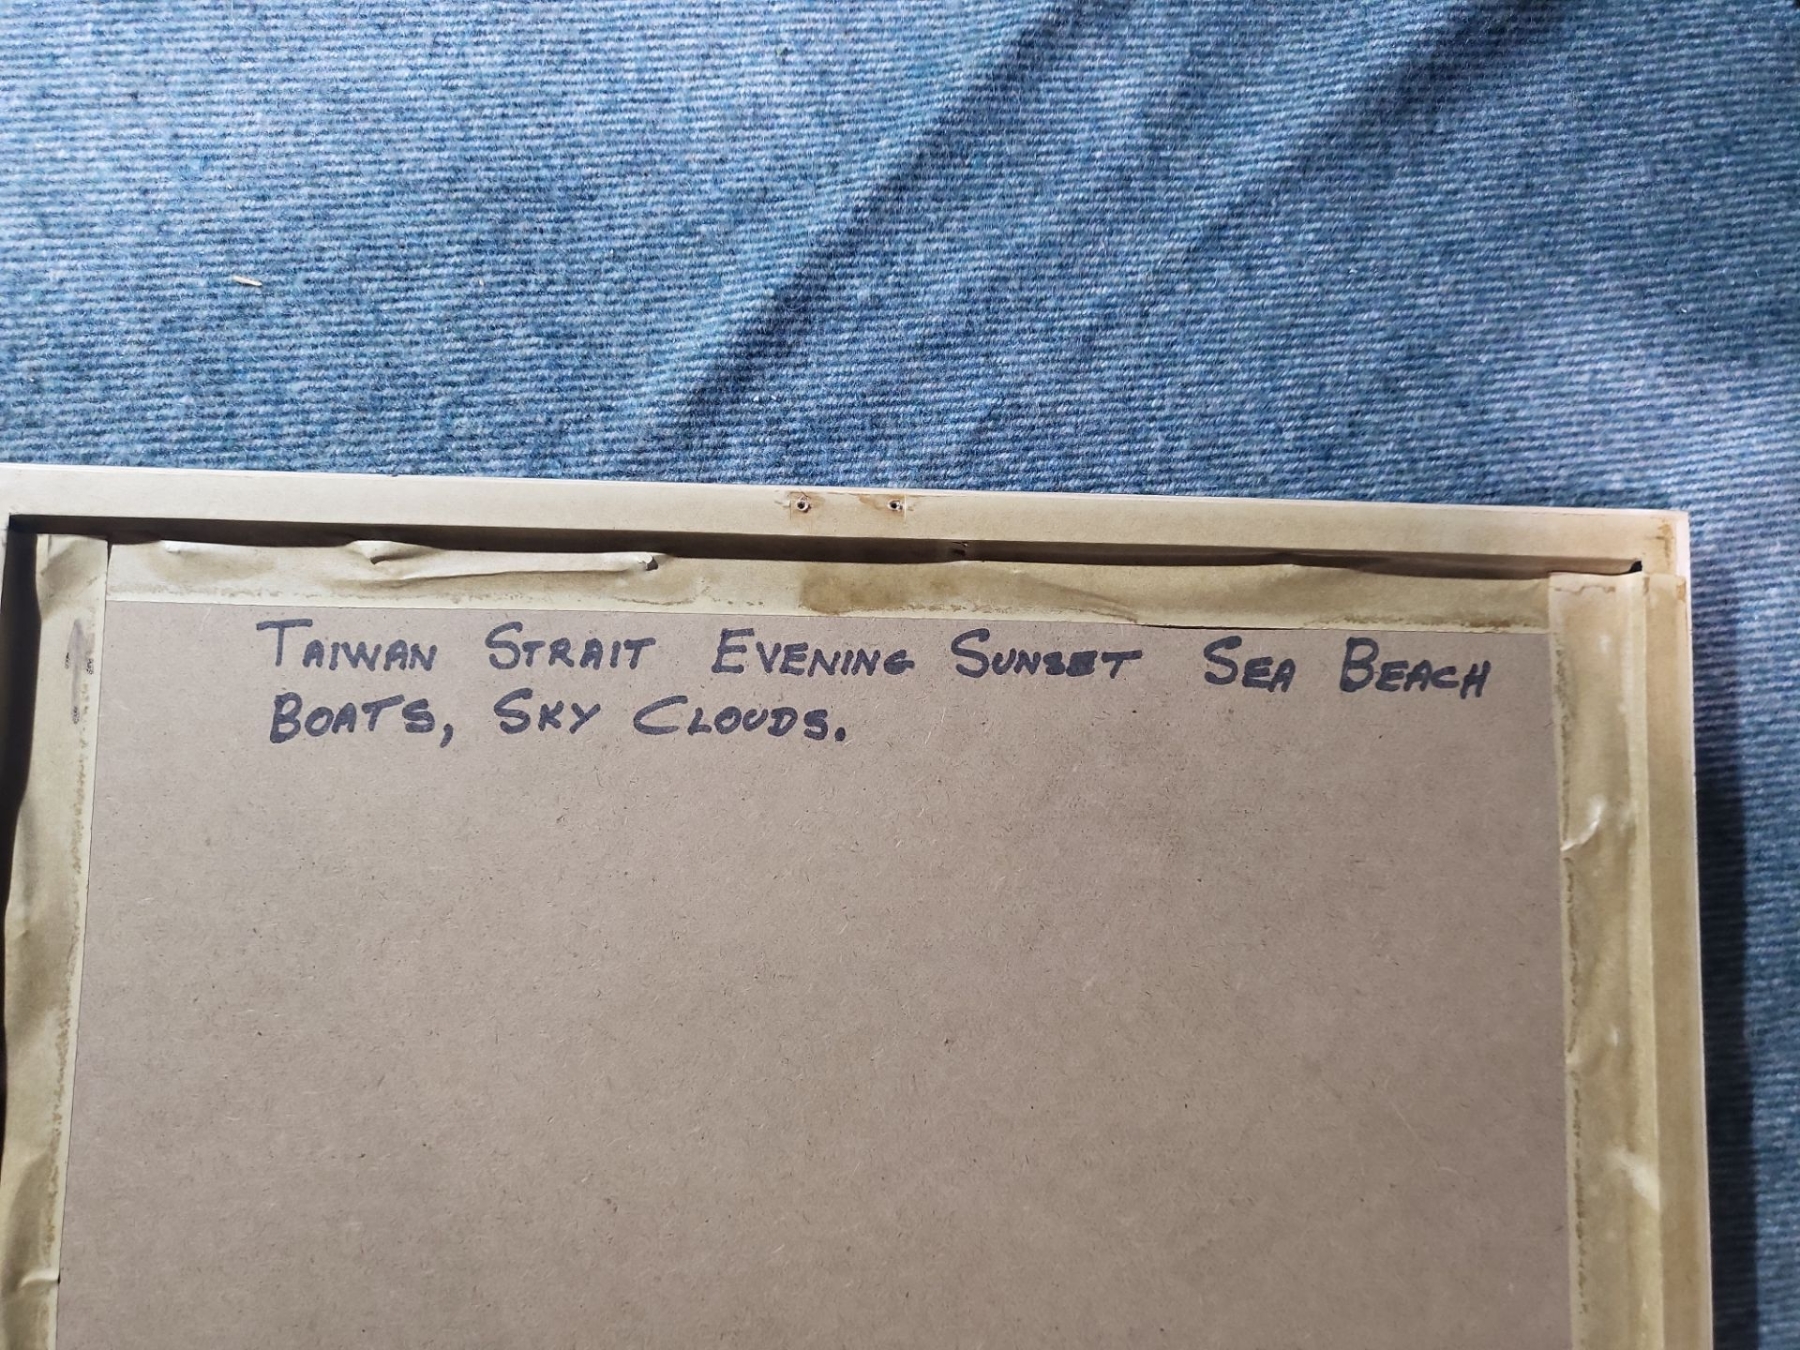 TAIWAN STRAIT EVENING SUNSET SEA BEACH
BOATS, SKY CLOUDS.